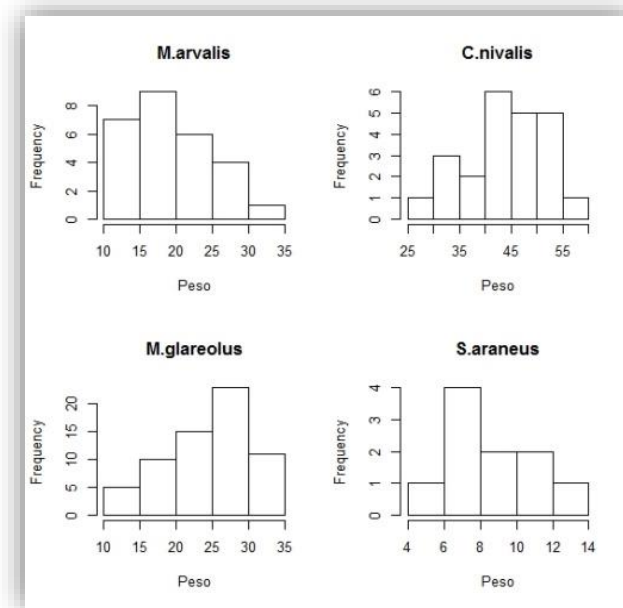 M.arvalis
Frequency
8
6
4
2
0
10 15 20 25 30 35
Peso
C.nivalis
Frequency
6
5
4
3
2
1
0
25 35 45 55
Peso
M.glareolus
Frequency
20
15
10
5
0
10 15 20 25 30 35
Peso
S.araneus
Frequency
4
3
2
1
0
4 6 8 10 12 14
Peso